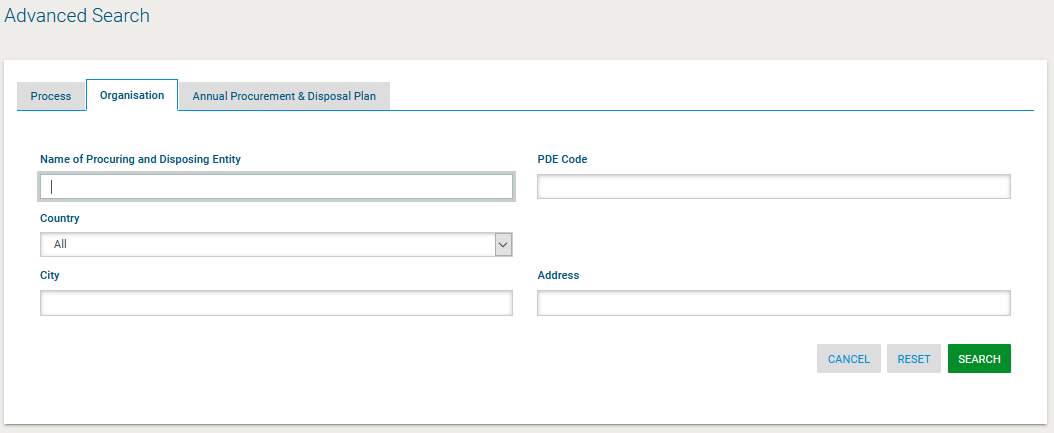 Advanced Search
Process Organisation Annual Procurement & Disposal Plan
Name of Procuring and Disposing Entity PDE Code
Country
All
City Address
CANCEL RESET SEARCH